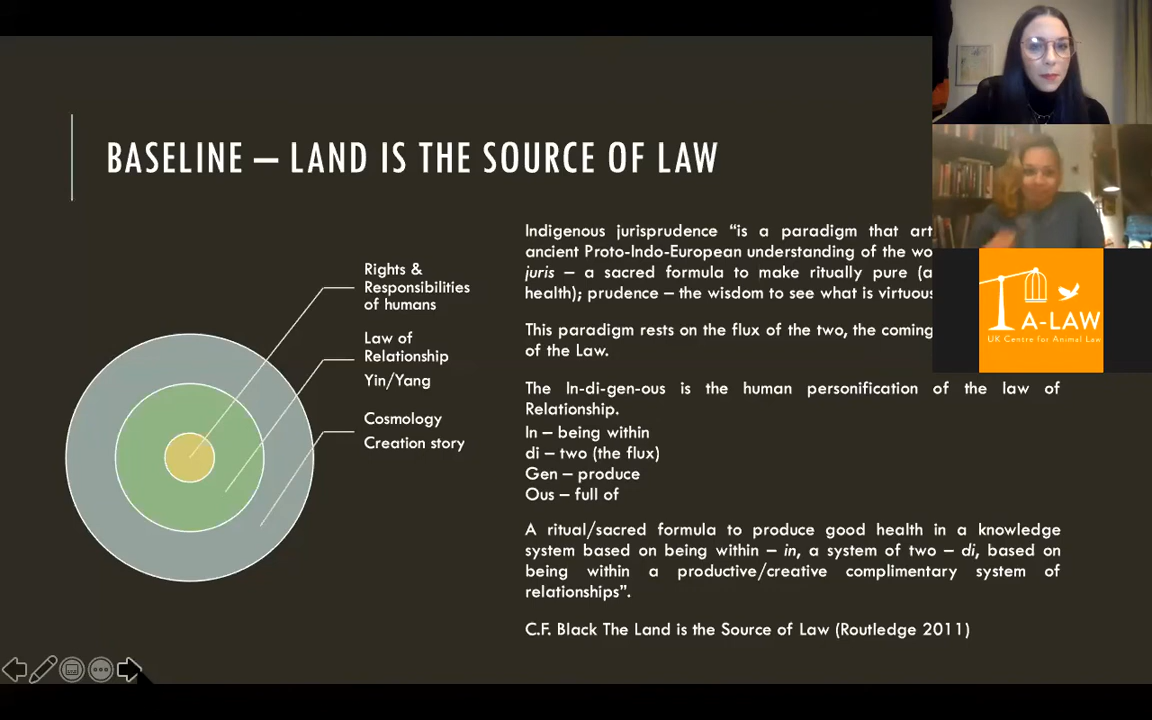 BASELINE – LAND IS THE SOURCE OF LAW
Rights &
Responsibilities
of humans
Law of
Relationship
Yin/Yang
Cosmology
Creation story
Indigenous jurisprudence “is a paradigm that
ancient Proto-Indo-European understanding of the
juris – a sacred formula to make ritually pure
health); prudence – the wisdom to see what is virtuous
This paradigm rests on the flux of the two, the coming
of the Law.
The In-di-gen-ous is the human personification of the law of
Relationship.
In – being within
di – two (the flux)
Gen – produce
Ous – full of
A ritual/sacred formula to produce good health in a knowledge
system based on being within – in, a system of two – di, based on
being within a productive/creative complimentary system of
relationships”.
C.F. Black The Land is the Source of Law (Routledge 2011)
A-LAW
UK Centre for Animal Law